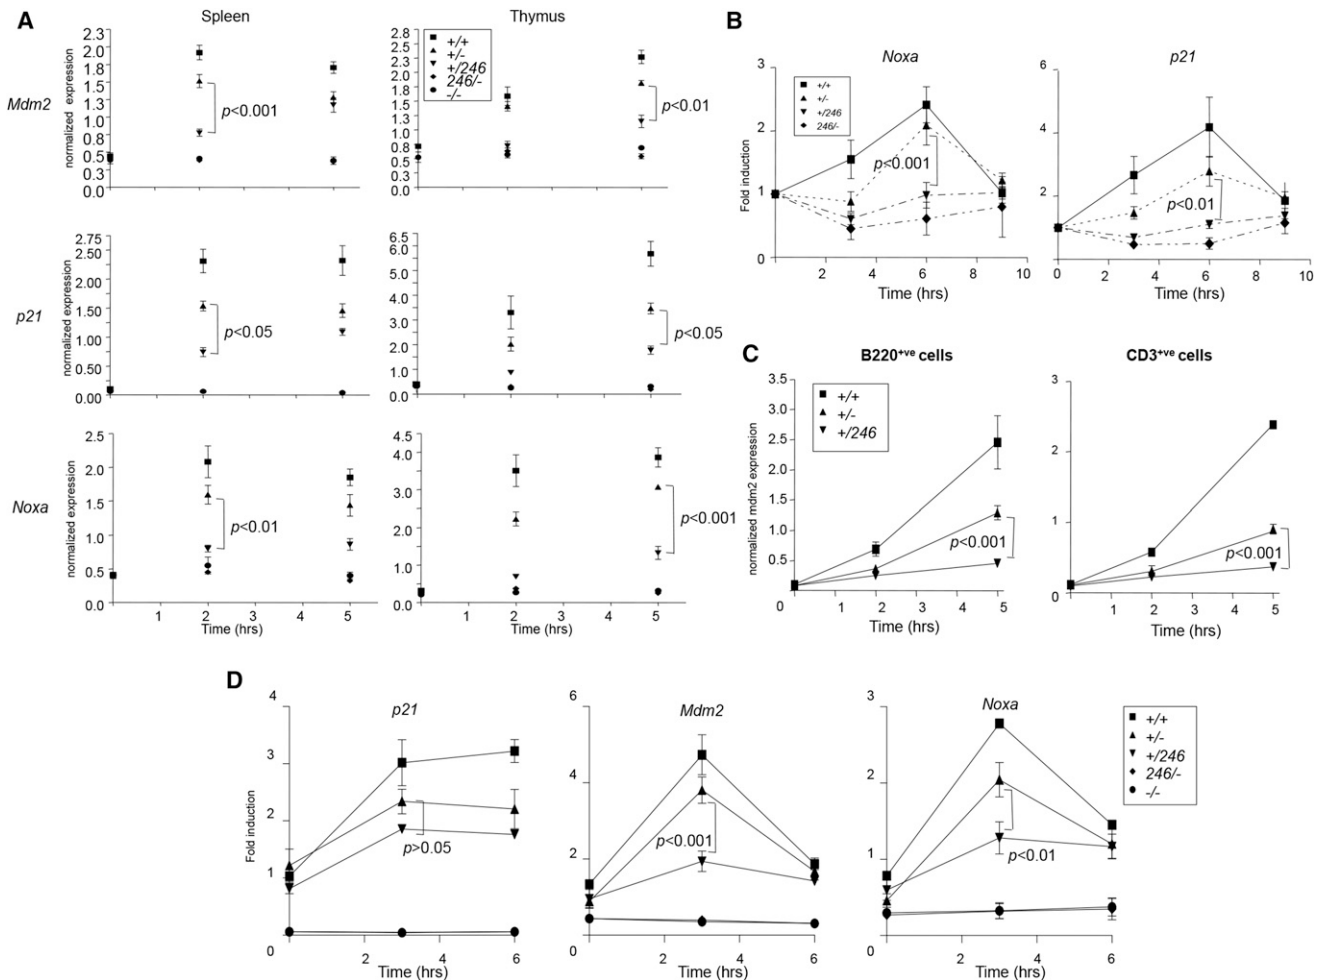 A
Spleen
Thymus
Mdm2
normalized expression
2.3
2.0
1.8
1.5
1.3
1.0
0.8
0.5
0.3
0.0
p<0.001
2.8
2.5
2.3
2.0
1.8
1.5
1.3
1.0
0.8
0.5
0.3
0.0
+/+
+/-
+/246
246/-
-/-
p<0.01
p21
normalized expression
2.75
2.50
2.00
1.50
1.00
0.50
0.00
p<0.05
6.5
6.0
5.0
4.0
3.0
2.0
1.0
0.0
p<0.05
Noxa
normalized expression
2.5
2.0
1.5
1.0
0.5
0.0
p<0.01
1 2 3 4 5
Time (hrs)
4.5
4.0
3.0
2.0
1.0
0.3
0.0
p<0.001
1 2 3 4 5
Time (hrs)
B
Noxa
Fold induction
3
2
1
0
+/+
+/-
+/246
246/-
p<0.001
2 4 6 8 10
Time (hrs)
p21
6
4
2
0
p<0.01
0 2 4 6 8 10
Time (hrs)
C
B220+ve cells
normalized mdm2 expression
3.5
3.0
2.5
2.0
1.5
1.0
0.5
0
+/+
+/-
+/246
p<0.001
1 2 3 4 5
Time (hrs)
CD3+ve cells
3
2
1
0
p<0.001
1 2 3 4 5
Time (hrs)
D
p21
Fold induction
4
3
2
1
0
p>0.05
2 4 6
Time (hrs)
Mdm2
6
4
2
0
p<0.001
2 4 6
Time (hrs)
Noxa
3
2
1
0
p<0.01
2 4 6
Time (hrs)
+/+
+/-
+/246
246/-
-/-